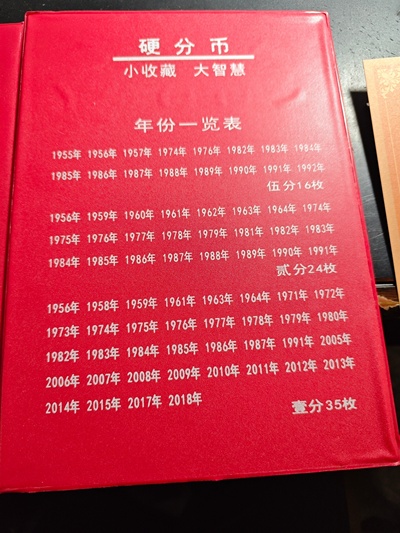 硬分币
小收藏 大智慧
年份一览表
1955年 1956年 1957年 1974年 1976年 1982年 1983年 1984年
1985年 1986年 1987年 1988年 1989年 1990年 1991年 1992年
伍分16枚
1956年 1959年 1960年 1961年 1962年 1963年 1964年 1974年
1975年 1976年 1977年 1978年 1979年 1981年 1982年 1983年
1984年 1985年 1986年 1987年 1988年 1989年 1990年 1991年
贰分24枚
1956年 1958年 1959年 1961年 1963年 1964年 1971年 1972年
1973年 1974年 1975年 1976年 1977年 1978年 1979年 1980年
1982年 1983年 1984年 1985年 1986年 1987年 1991年 2005年
2006年 2007年 2008年 2009年 2010年 2011年 2012年 2013年
2014年 2015年 2017年 2018年
壹分35枚